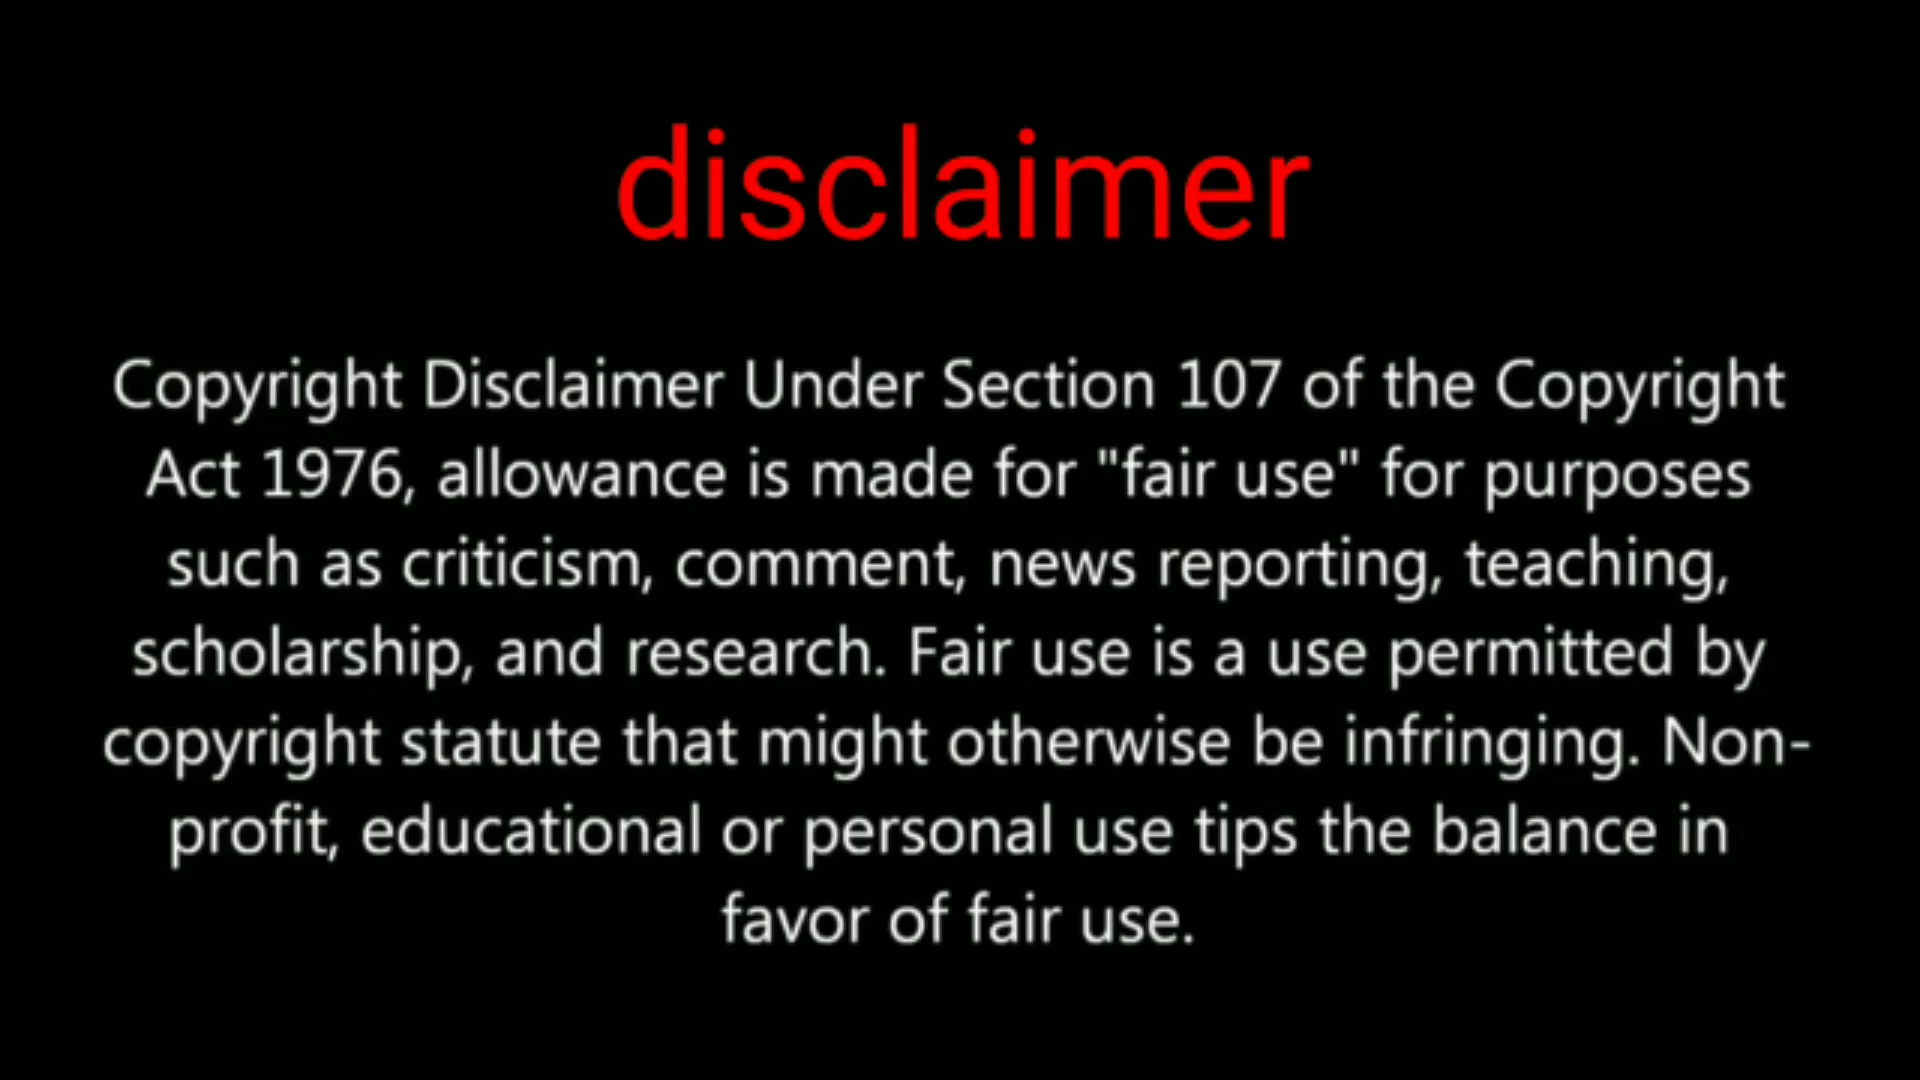 disclaimer
Copyright Disclaimer Under Section 107 of the Copyright
Act 1976, allowance is made for "fair use" for purposes
such as criticism, comment, news reporting, teaching,
scholarship, and research. Fair use is a use permitted by
copyright statute that might otherwise be infringing. Non-
profit, educational or personal use tips the balance in
favor of fair use.